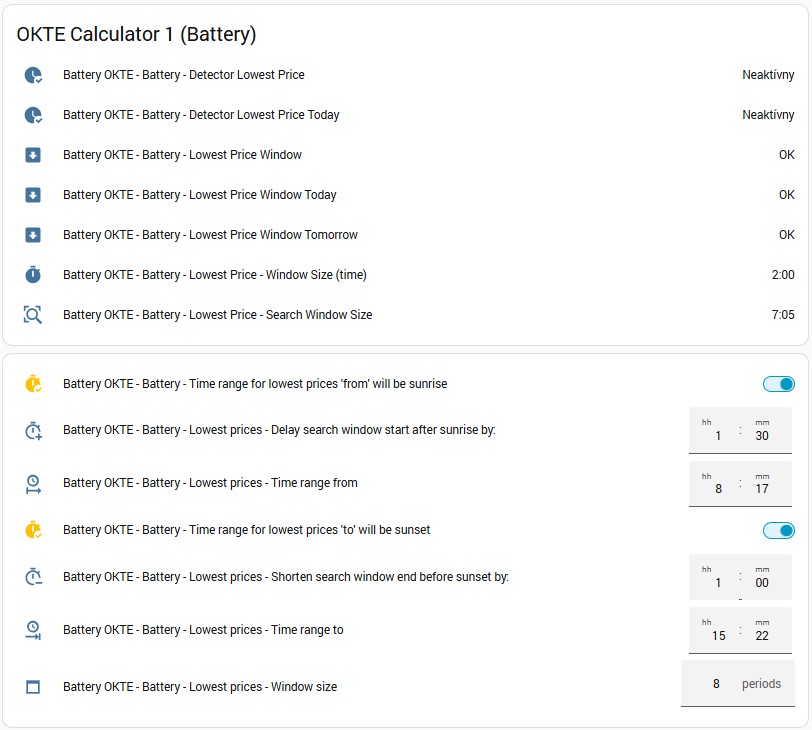 OKTE Calculator 1 (Battery)
Battery OKTE - Battery - Detector Lowest Price Neaktívny
Battery OKTE - Battery - Detector Lowest Price Today Neaktívny
Battery OKTE - Battery - Lowest Price Window OK
Battery OKTE - Battery - Lowest Price Window Today OK
Battery OKTE - Battery - Lowest Price Window Tomorrow OK
Battery OKTE - Battery - Lowest Price - Window Size (time) 2:00
Battery OKTE - Battery - Lowest Price - Search Window Size 7:05
Battery OKTE - Battery - Time range for lowest prices 'from' will be sunrise
hh mm
Battery OKTE - Battery - Lowest prices - Delay search window start after sunrise by: 1 : 30
hh mm
Battery OKTE - Battery - Lowest prices - Time range from 8 : 17
Battery OKTE - Battery - Time range for lowest prices 'to' will be sunset
hh mm
Battery OKTE - Battery - Lowest prices - Shorten search window end before sunset by: 1 : 00
hh mm
Battery OKTE - Battery - Lowest prices - Time range to 15 : 22
Battery OKTE - Battery - Lowest prices - Window size 8 periods